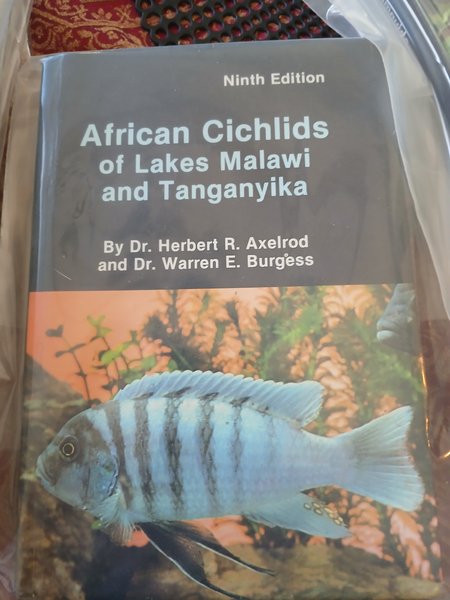 Ninth Edition
African Cichlids
of Lakes Malawi
and Tanganyika
By Dr. Herbert R. Axelrod
and Dr. Warren E. Burgess